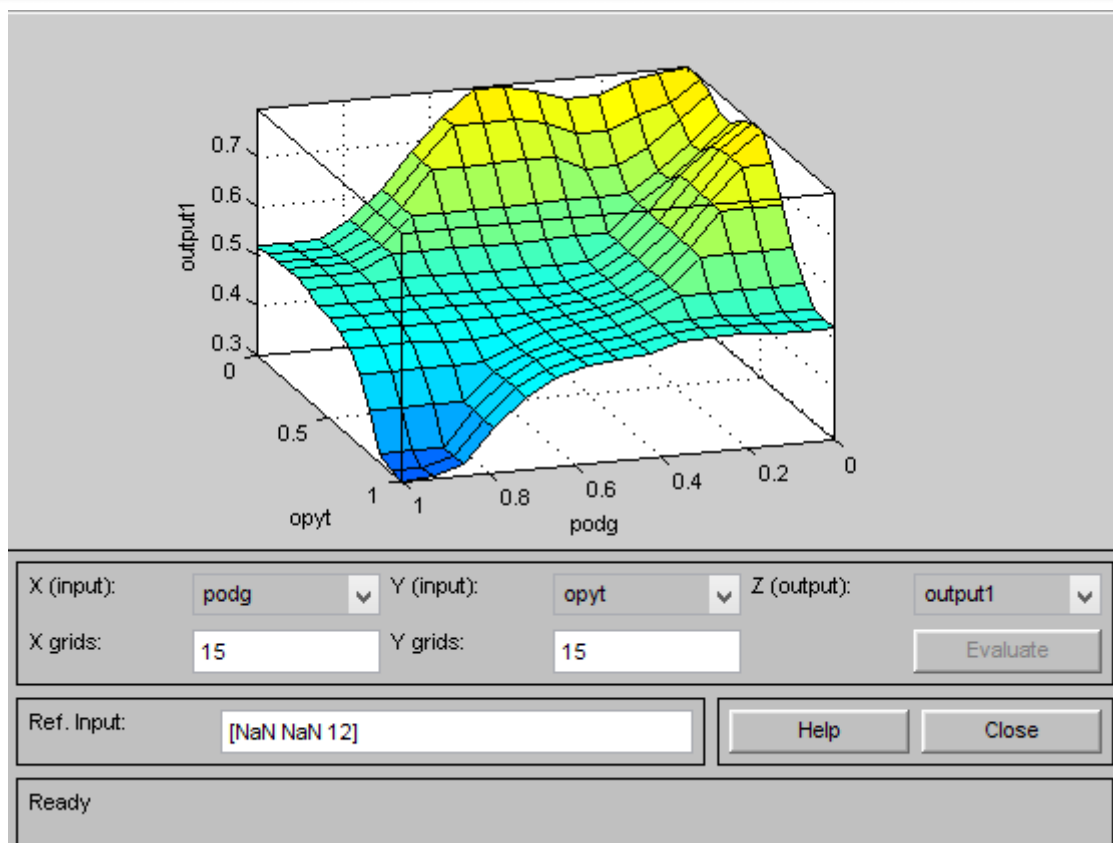 0.7
0.6
0.5
0.4
0.3
output1
0
0.5
1
opyt
1
0.8
0.6
0.4
0.2
0
podg
X (input): podg Y (input): opyt Z (output): output1
X grids: 15 Y grids: 15 Evaluate
Ref. Input: [NaN NaN 12] Help Close
Ready